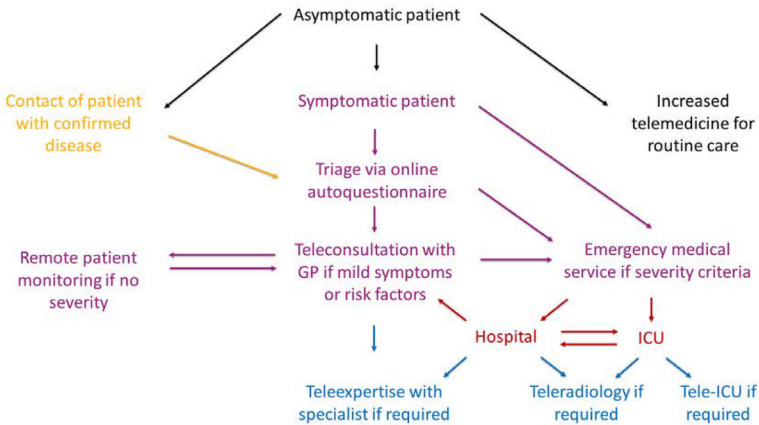 Asymptomatic patient
Contact of patient
with confirmed
disease
Symptomatic patient
Increased
telemedicine for
routine care
Triage via online
autoquestionnaire
Remote patient
monitoring if no
severity
Teleconsultation with
GP if mild symptoms
or risk factors
Emergency medical
service if severity criteria
Hospital
ICU
Teleexpertise with
specialist if required
Teleradiology if
required
Tele-ICU if
required